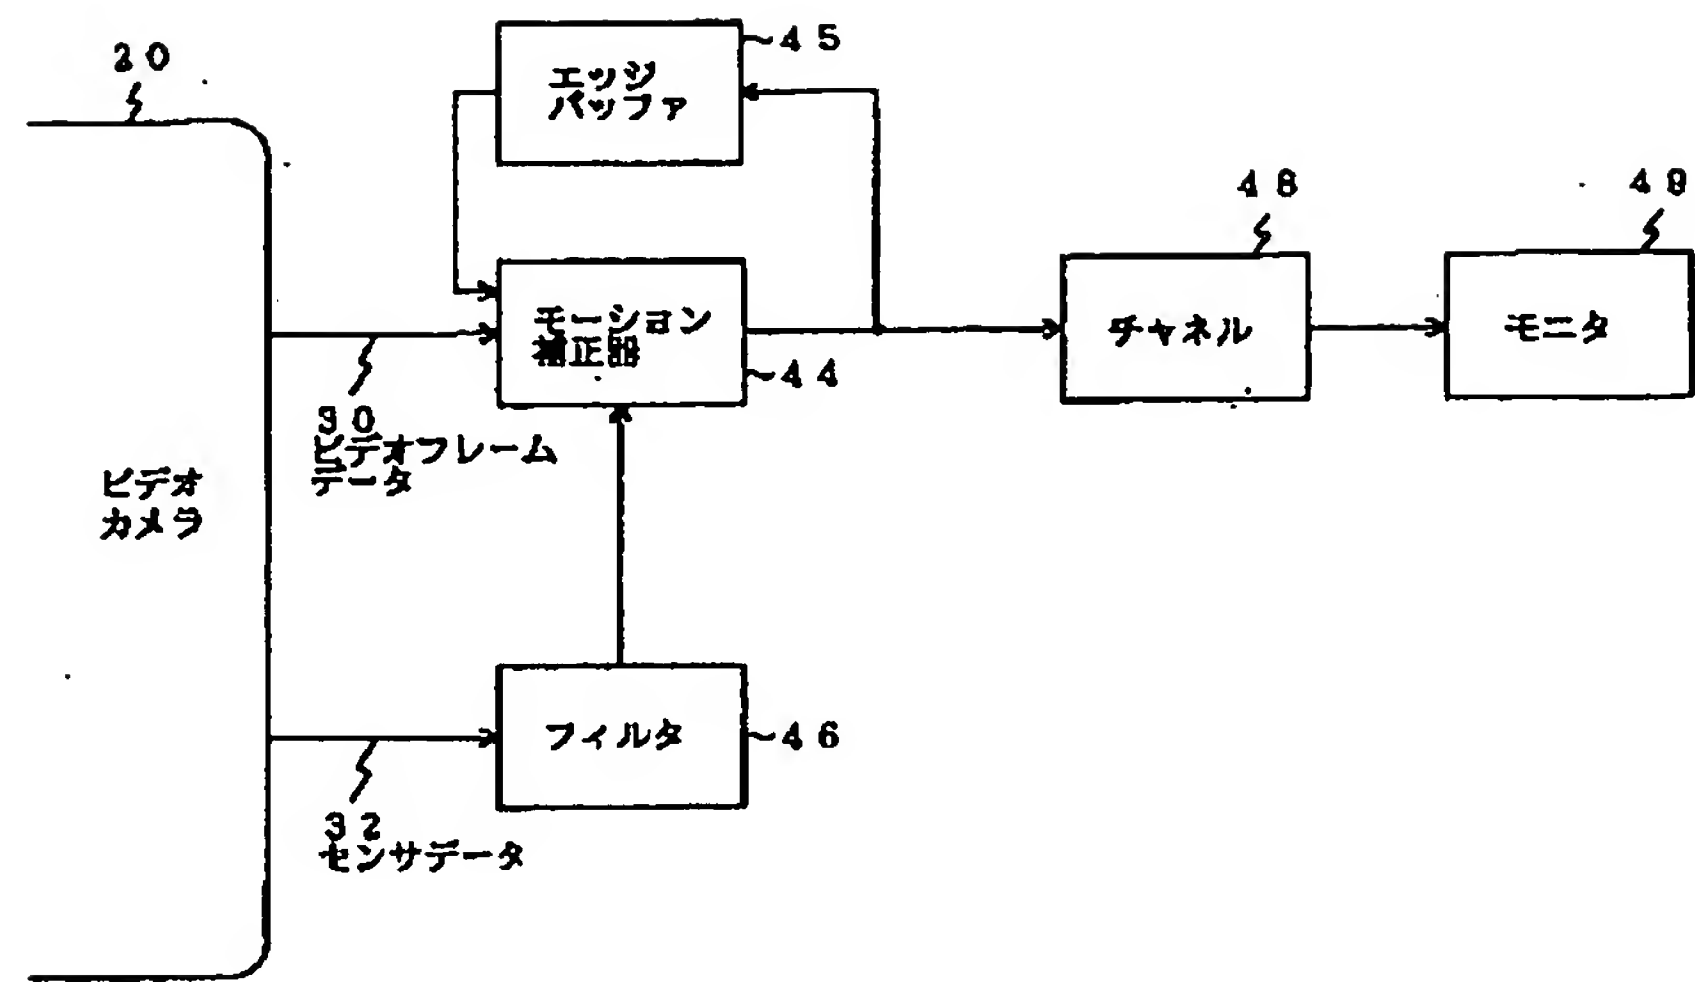 20
エッジ
バッファ
45
48
49
モーション
補正器
44
チャネル
モニタ
30
ビデオフレーム
データ
ビデオ
カメラ
フィルタ
46
32
センサデータ